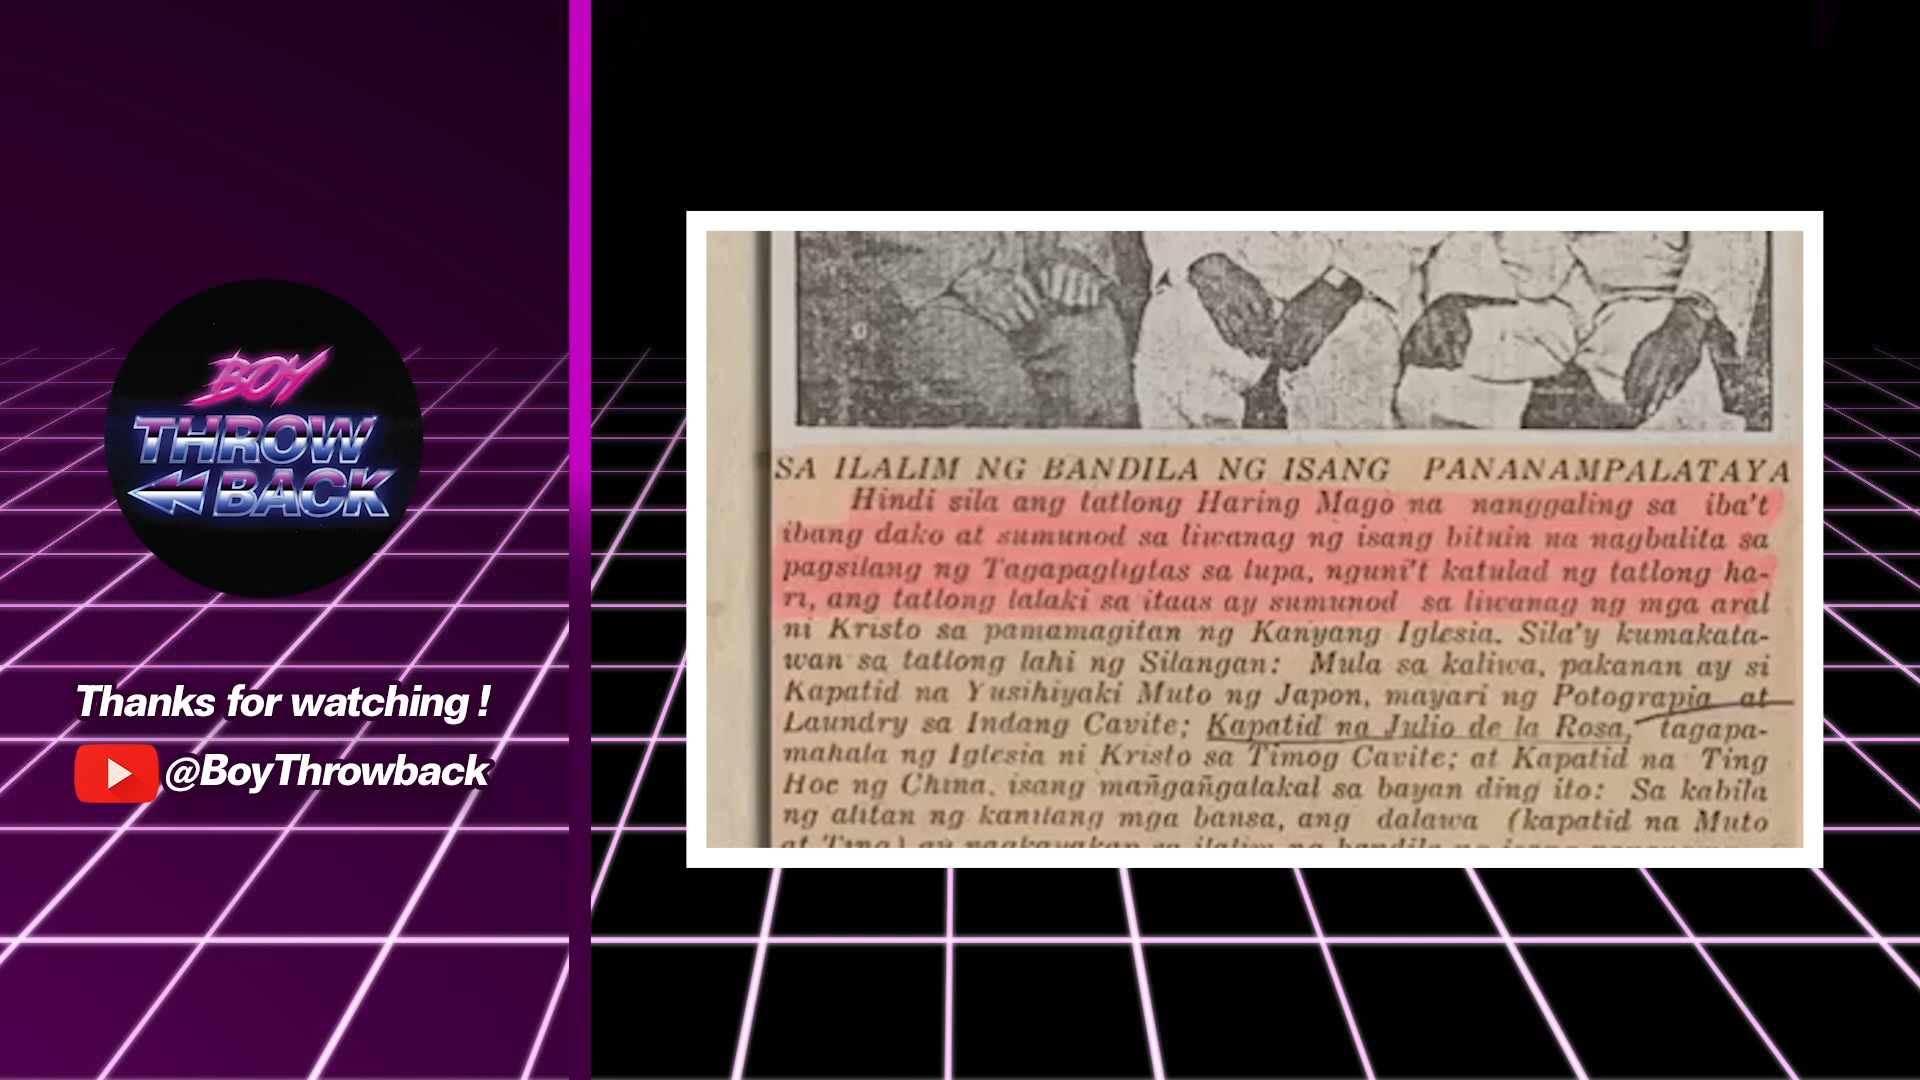 BOY
THROW
BACK
Thanks for watching !
@BoyThrowback
SA ILALIM NG BANDILA NG ISANG PANANAMPALATAYA
Hindi sila ang tatlong Haring Mago na nanggaling sa iba't
ibang dako at sumunod sa liwanag ng isang bituin na nagbalita sa
pagsilang ng Tagapagligtas sa lupa, nguni't katulad ng tatlong ha-
ri, ang tatlong lalaki sa itaas ay sumunod sa liwanag ng mga aral
ni Kristo sa pamamagitan ng Kanyang Iglesia. Sila'y kumakata-
wan sa tatlong lahi ng Silangan: Mula sa kaliwa, pakanan ay si
Kapatid na Yusihiyaki Muto ng Japon, mayari ng Potograpia at
Laundry sa Indang Cavite; Kapatid na Julio de la Rosa, tagapa-
mahala ng Iglesia ni Kristo sa Timog Cavite; at Kapatid na Ting
Hoe ng China, isang mañgañgalakal sa bayan ding ito: Sa kabila
ng alitan ng kanilang mga bansa, ang dalawa (kapatid na Muto